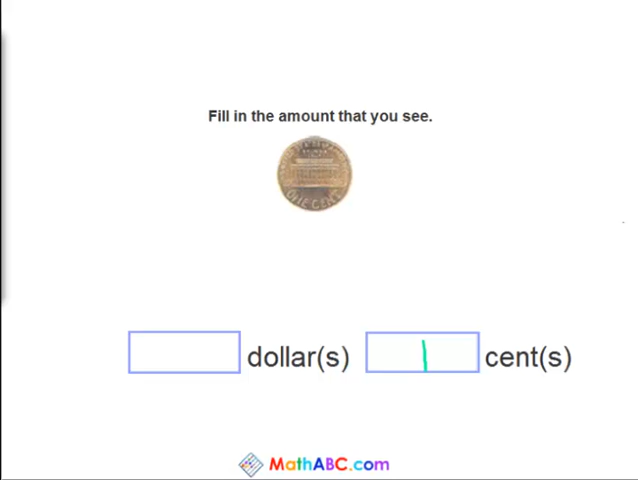 Fill in the amount that you see.
ONE CENT
dollar(s) 1 cent(s)
MathABC.com